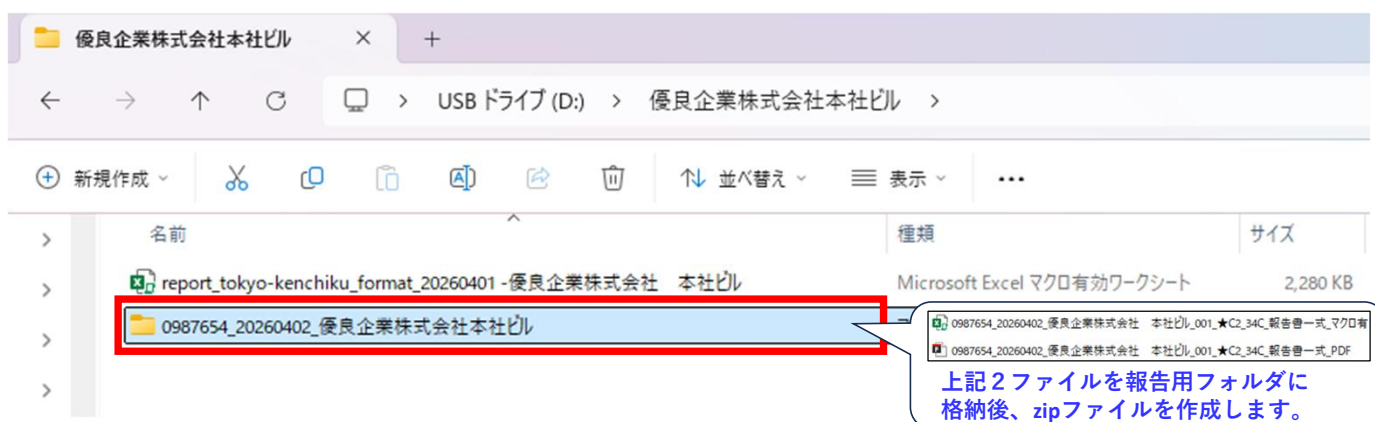 優良企業株式会社本社ビル
USB ドライブ (D:) > 優良企業株式会社本社ビル >
新規作成 並べ替え 表示 ...
名前 種類 サイズ
report_tokyo-kenchiku_format_20260401 -優良企業株式会社　本社ビル Microsoft Excel マクロ有効ワークシート 2,280 KB
0987654_20260402_優良企業株式会社本社ビル
0987654_20260402_優良企業株式会社　本社ビル_001_★C2_34C_報告書一式_マクロ有
0987654_20260402_優良企業株式会社　本社ビル_001_★C2_34C_報告書一式_PDF
上記２ファイルを報告用フォルダに
格納後、zipファイルを作成します。